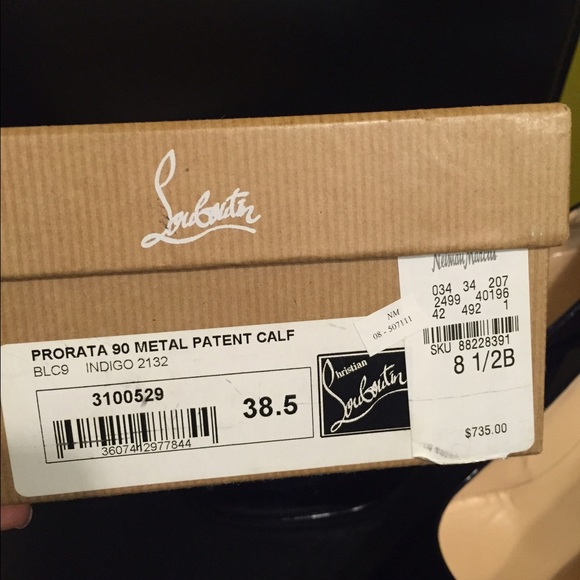 Louboutin
Neiman Marcus
034 34 207
2499 40196
42 492 1
SKU 88228391
8 1/2B
$735.00
NM
08 - 507111
PRORATA 90 METAL PATENT CALF
BLC9 INDIGO 2132
3100529
38.5
3607412977844
Christian
Louboutin